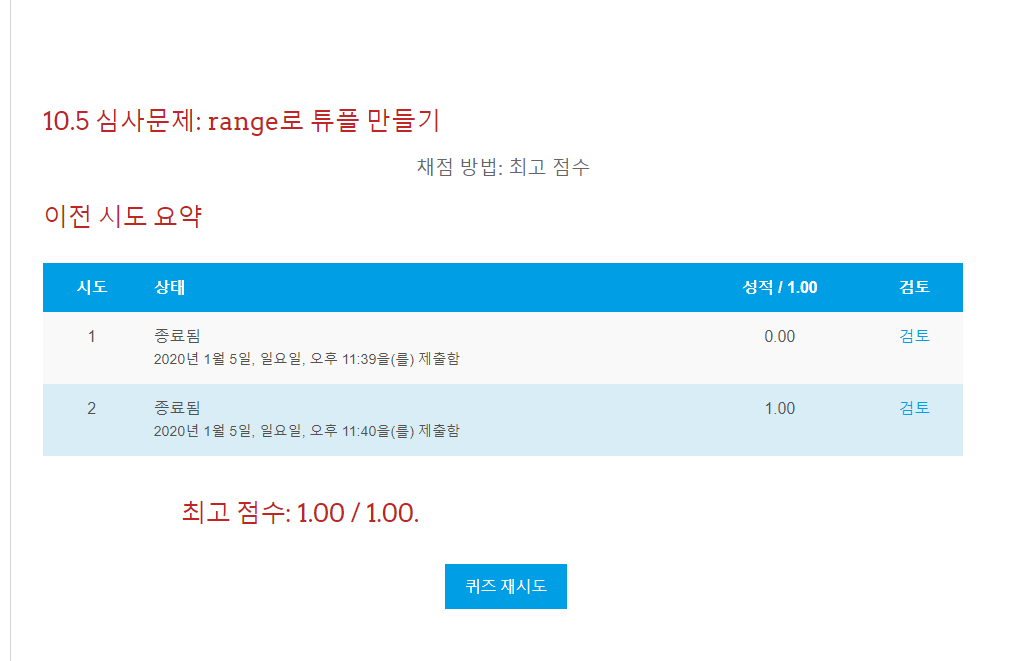 10.5 심사문제: range로 튜플 만들기
채점 방법: 최고 점수
이전 시도 요약
시도 상태 성적 / 1.00 검토
1 종료됨 0.00 검토
2020년 1월 5일, 일요일, 오후 11:39을(를) 제출함
2 종료됨 1.00 검토
2020년 1월 5일, 일요일, 오후 11:40을(를) 제출함
최고 점수: 1.00 / 1.00.
퀴즈 재시도